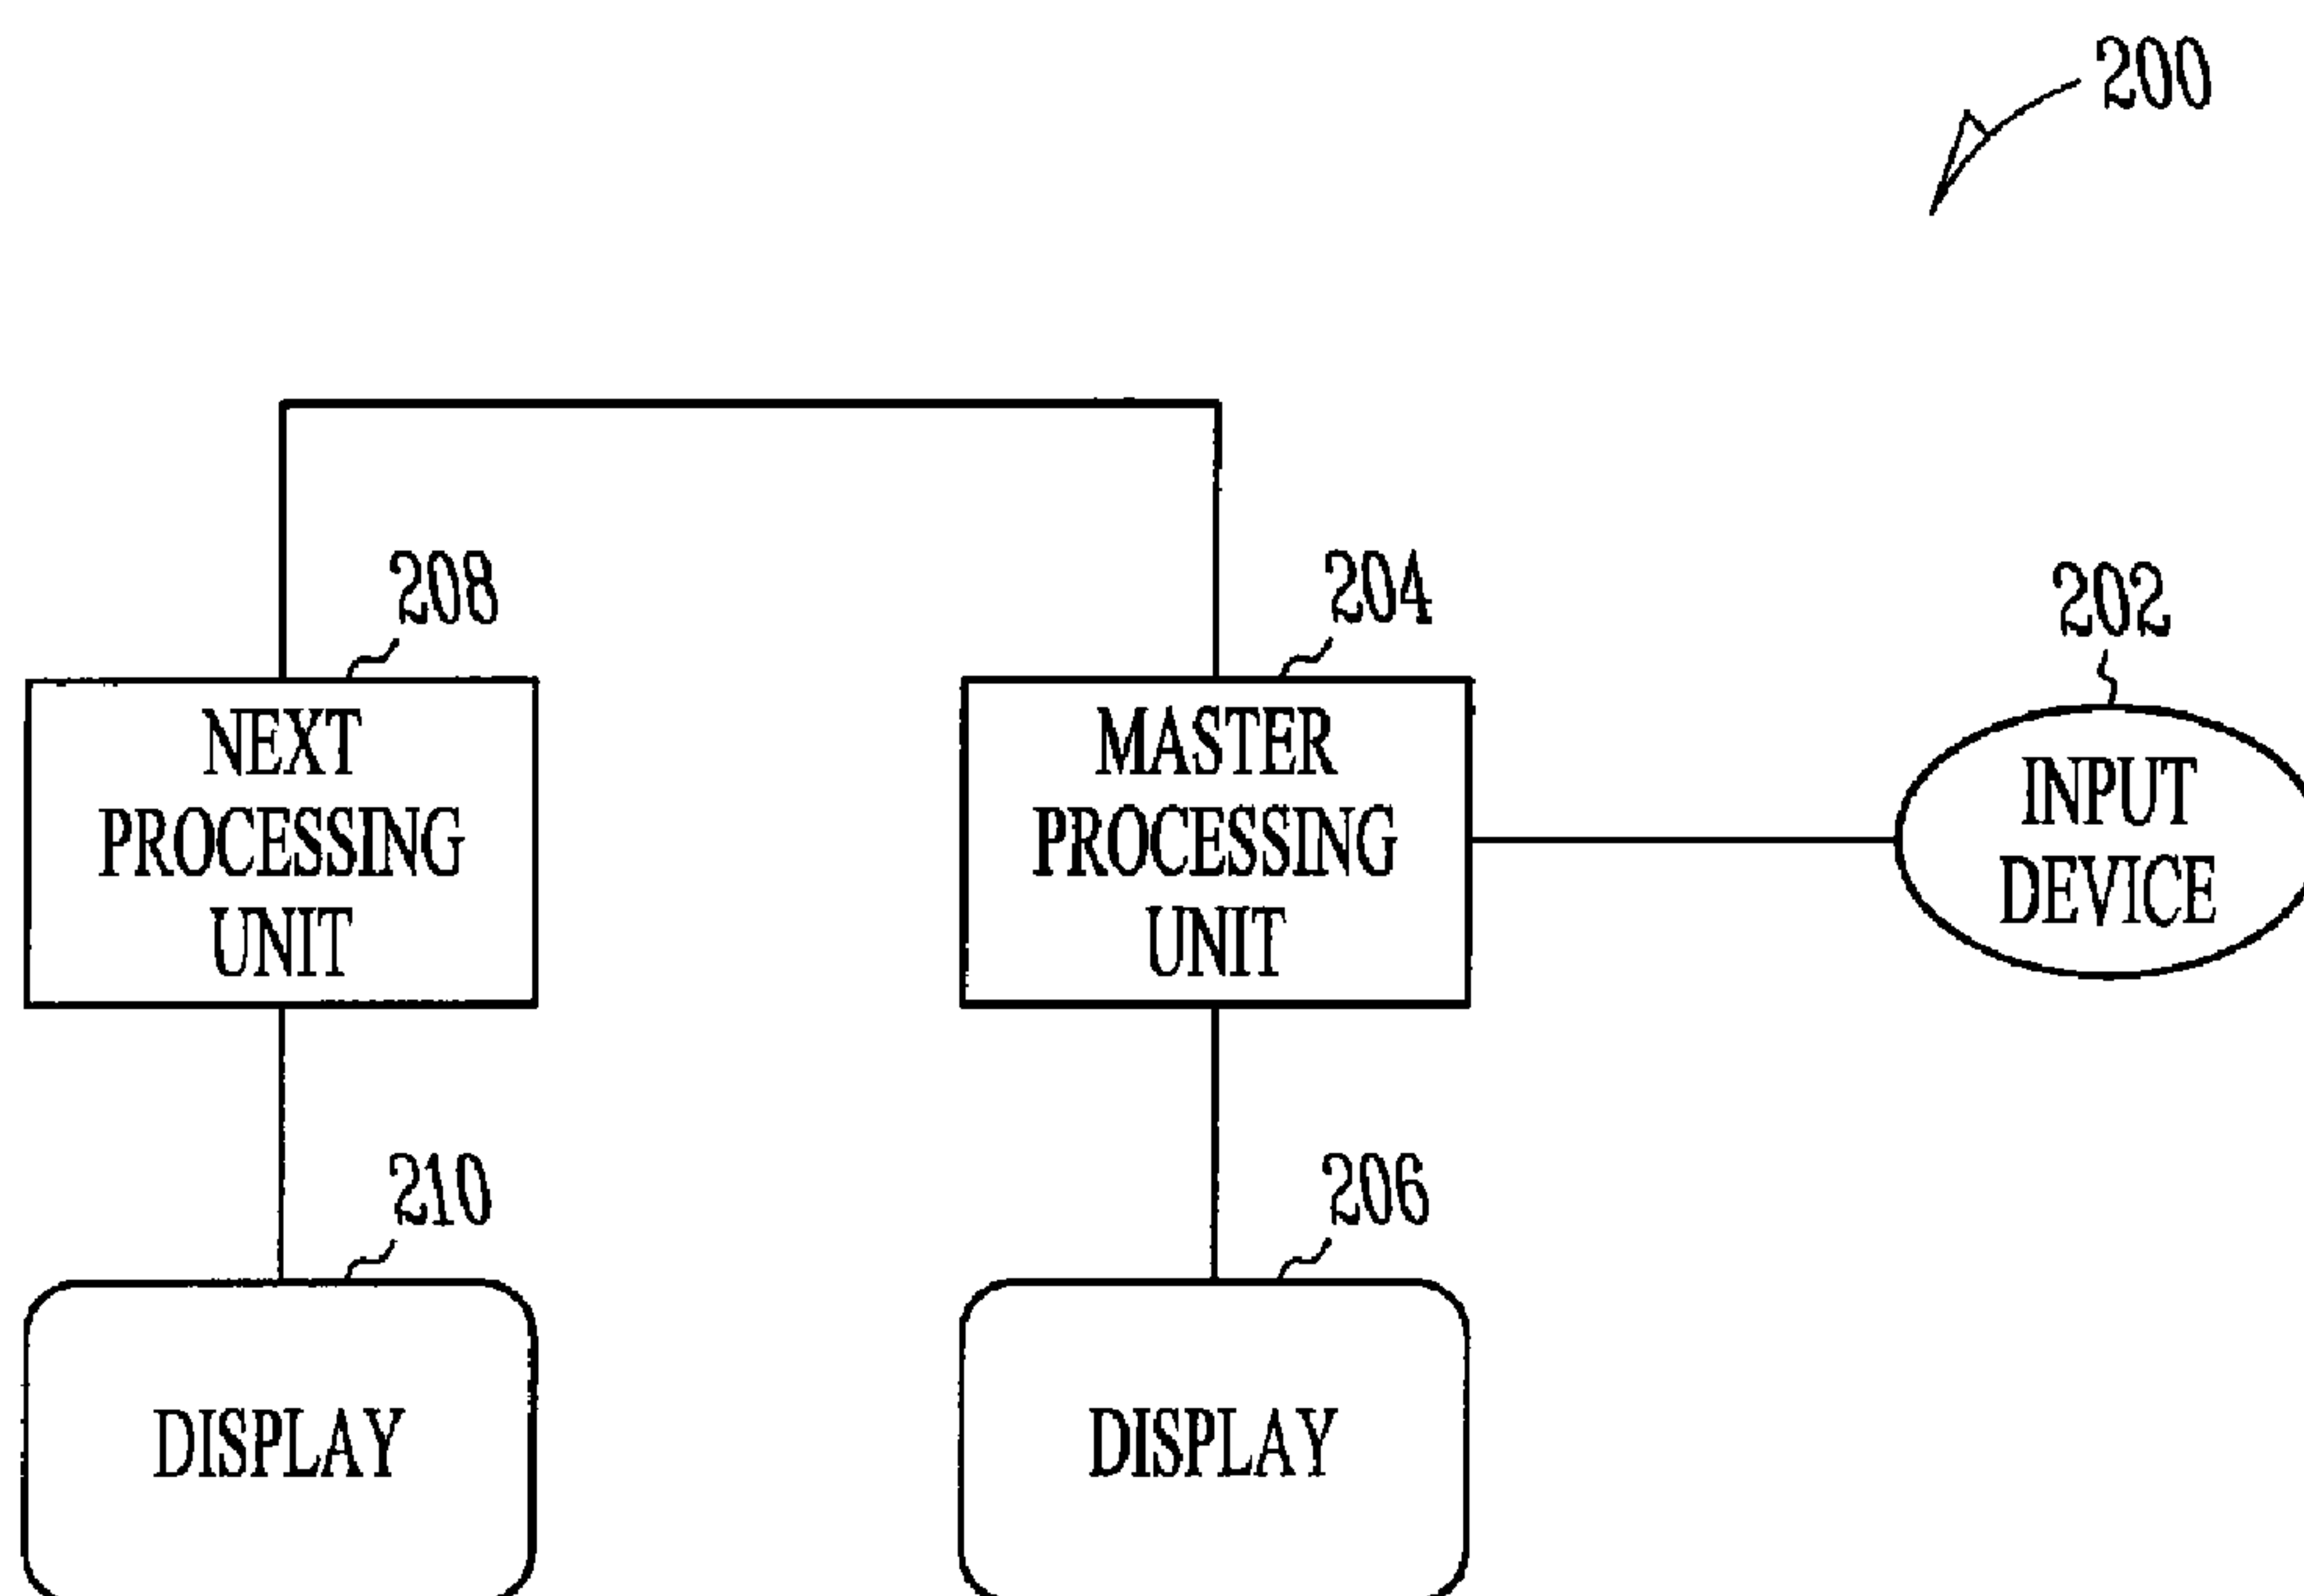 200
208
204
202
NEXT
PROCESSING
UNIT
MASTER
PROCESSING
UNIT
INPUT
DEVICE
210
206
DISPLAY
DISPLAY